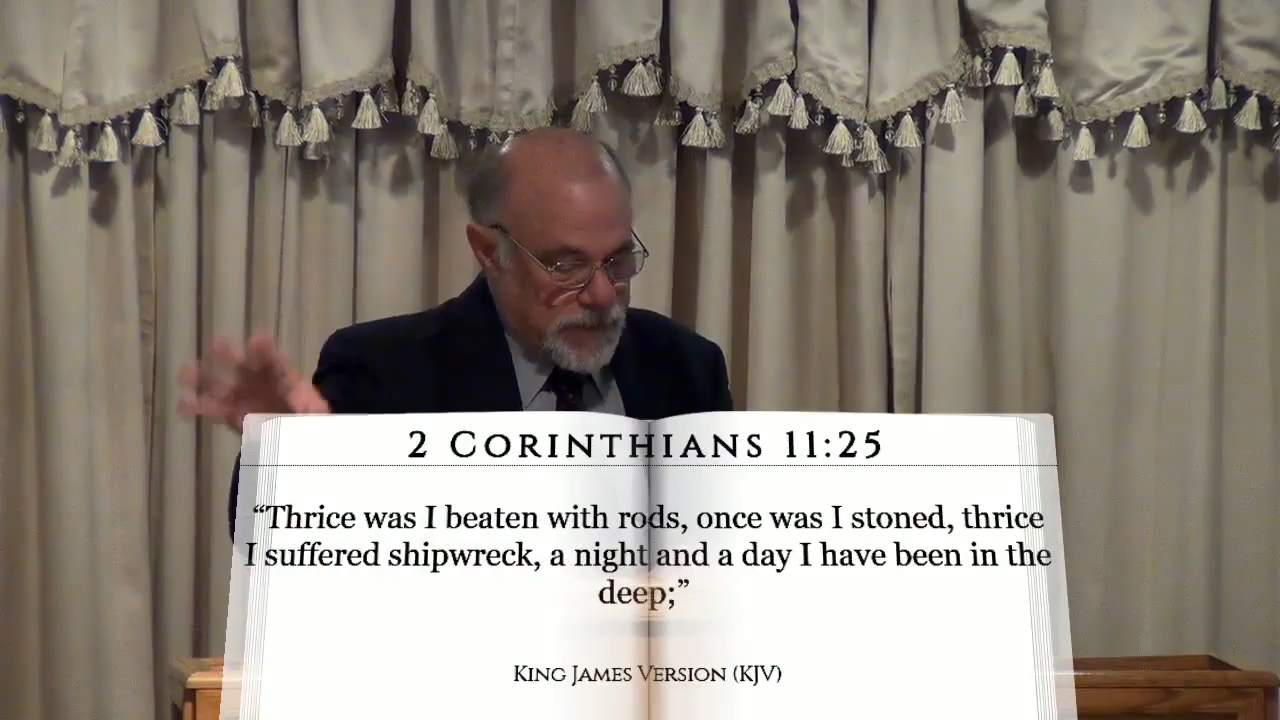 2 Corinthians 11:25
“Thrice was I beaten with rods, once was I stoned, thrice
I suffered shipwreck, a night and a day I have been in the
deep;”
King James Version (KJV)